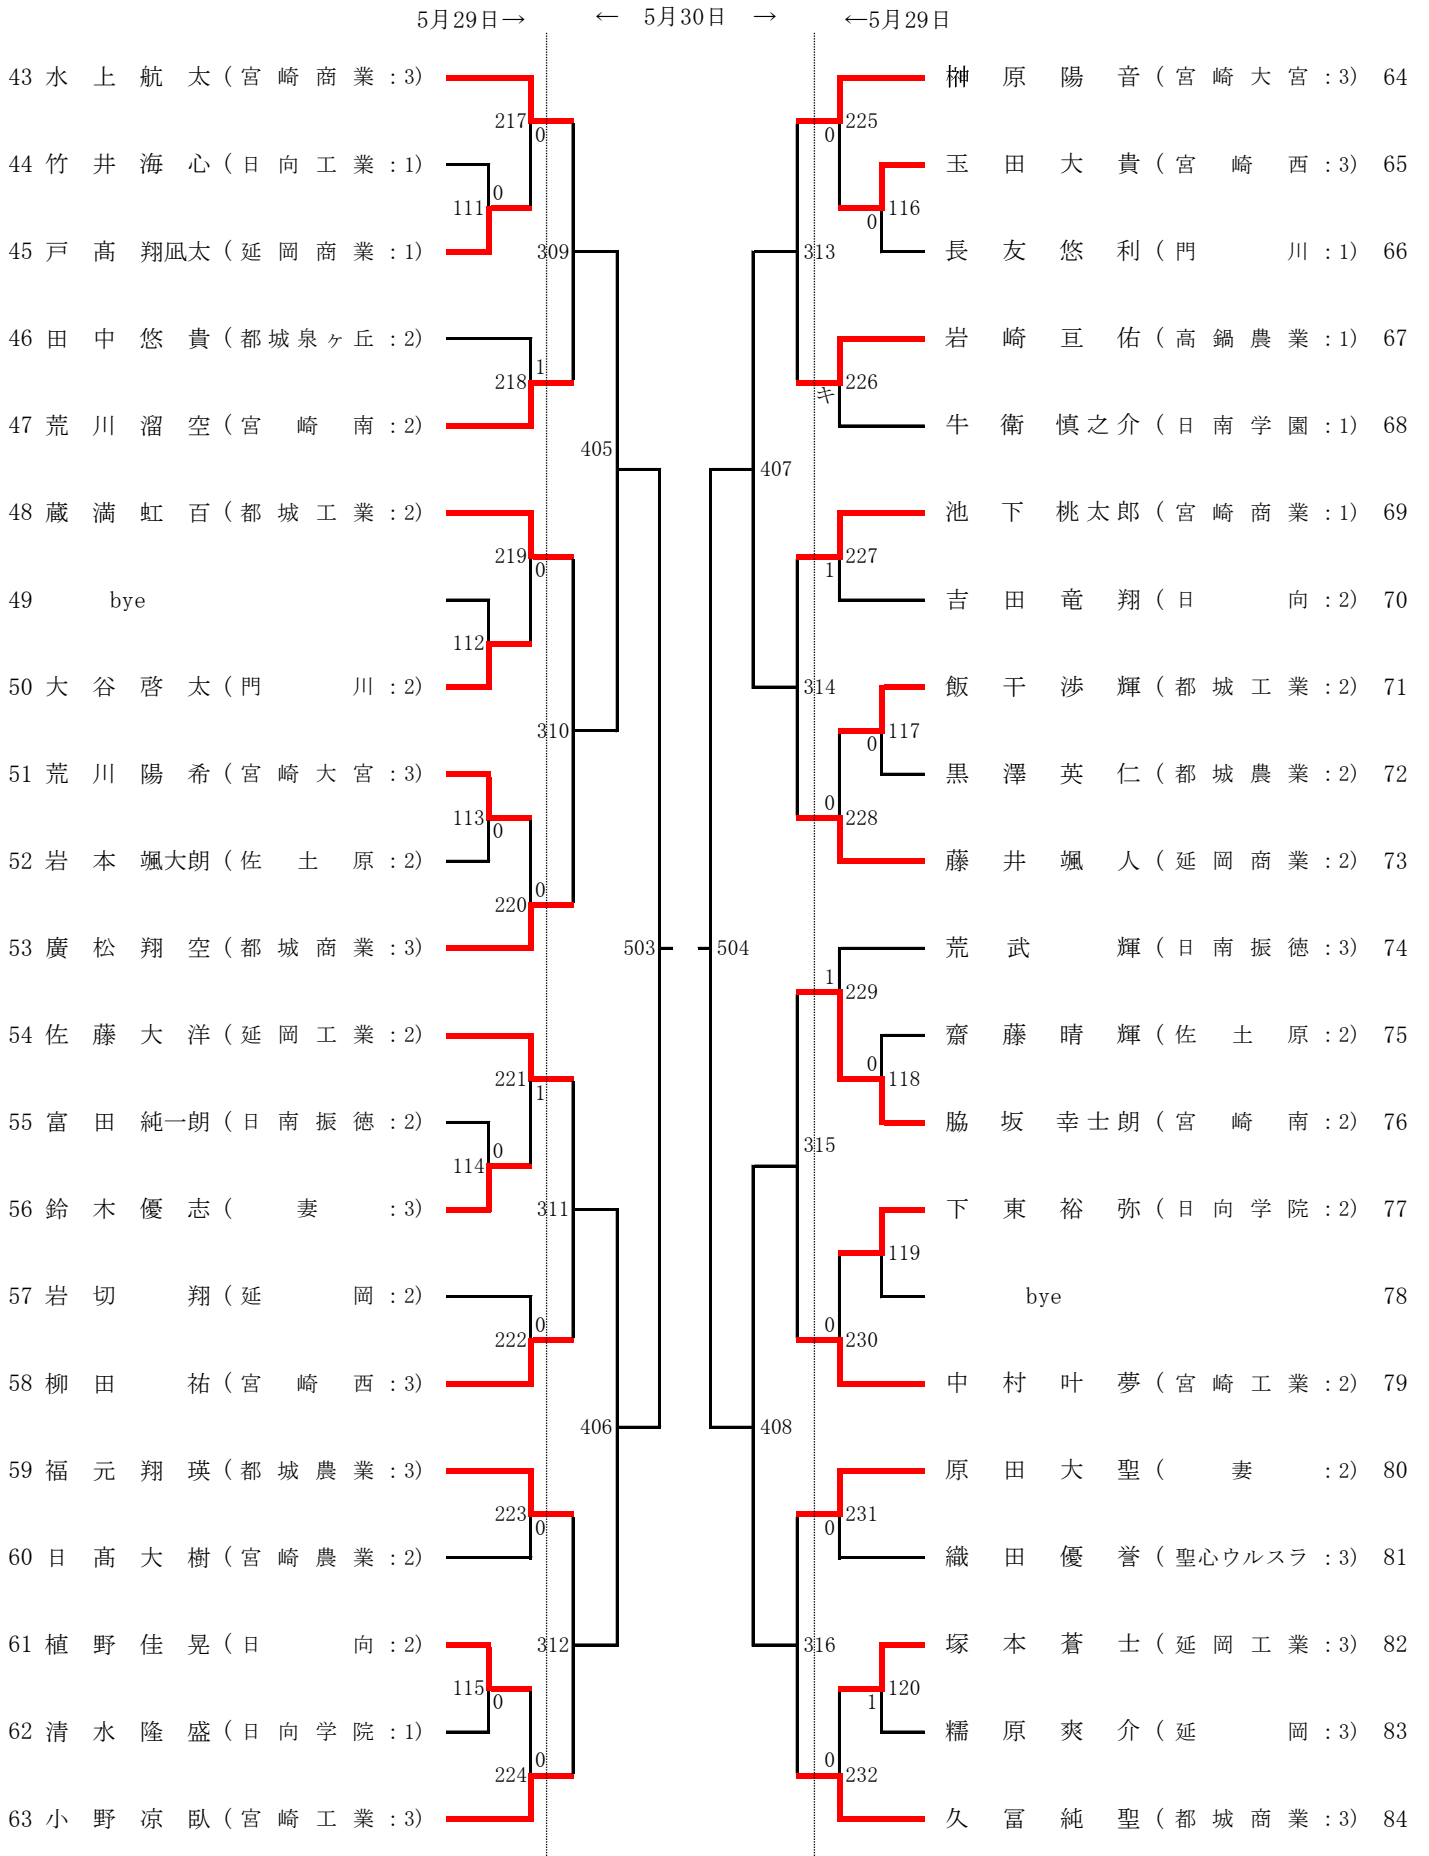 5月29日→ ← 5月30日 → ←5月29日
43 水上航太(宮崎商業:3)
217
0
44 竹井海心(日向工業:1)
0
111
45 戸髙翔凪太(延岡商業:1)
309
46 田中悠貴(都城泉ヶ丘:2)
1
218
47 荒川溜空(宮崎南:2)
405
48 蔵満虹百(都城工業:2)
219
0
49 bye
112
50 大谷啓太(門川:2)
310
51 荒川陽希(宮崎大宮:3)
113
0
52 岩本颯大朗(佐土原:2)
0
220
53 廣松翔空(都城商業:3)
503
54 佐藤大洋(延岡工業:2)
221
1
55 富田純一朗(日南振徳:2)
0
114
56 鈴木優志(妻:3)
311
57 岩切翔(延岡:2)
0
222
58 柳田祐(宮崎西:3)
406
59 福元翔瑛(都城農業:3)
223
0
60 日髙大樹(宮崎農業:2)
61 植野佳晃(日向:2)
312
115
0
62 清水隆盛(日向学院:1)
0
224
63 小野凉臥(宮崎工業:3)
榊原陽音(宮崎大宮:3) 64
225
0
玉田大貴(宮崎西:3) 65
116
0
長友悠利(門川:1) 66
313
岩崎亘佑(高鍋農業:1) 67
226
キ
牛衛慎之介(日南学園:1) 68
407
池下桃太郎(宮崎商業:1) 69
227
1
吉田竜翔(日向:2) 70
飯干渉輝(都城工業:2) 71
314
117
0
黒澤英仁(都城農業:2) 72
0
228
藤井颯人(延岡商業:2) 73
504
荒武輝(日南振徳:3) 74
1
229
齋藤晴輝(佐土原:2) 75
0
118
脇坂幸士朗(宮崎南:2) 76
315
下東裕弥(日向学院:2) 77
119
bye 78
0
230
中村叶夢(宮崎工業:2) 79
408
原田大聖(妻:2) 80
231
0
織田優誉(聖心ウルスラ:3) 81
塚本蒼士(延岡工業:3) 82
316
120
1
糯原爽介(延岡:3) 83
0
232
久冨純聖(都城商業:3) 84